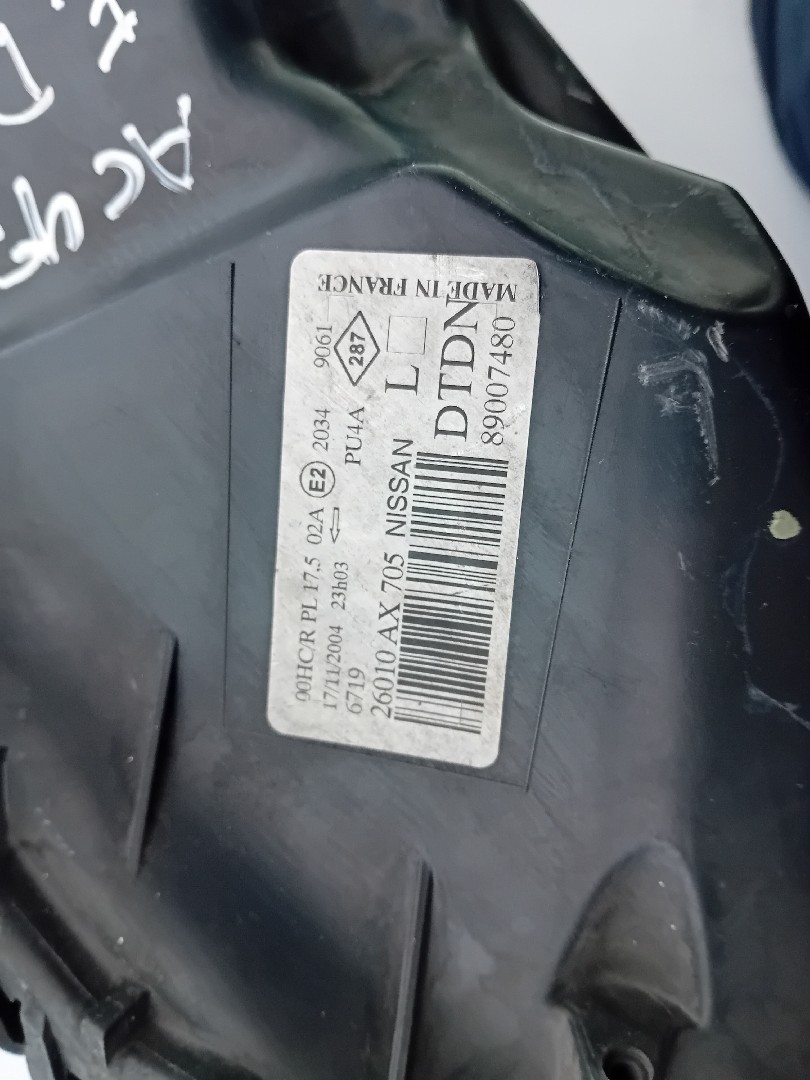 00HC/R PL 17.5 02A E2 2034 9061
17/11/2004 23h03 PU4A 287
6719
26010 AX 705 NISSAN L
DTDN
89007480
MADE IN FRANCE